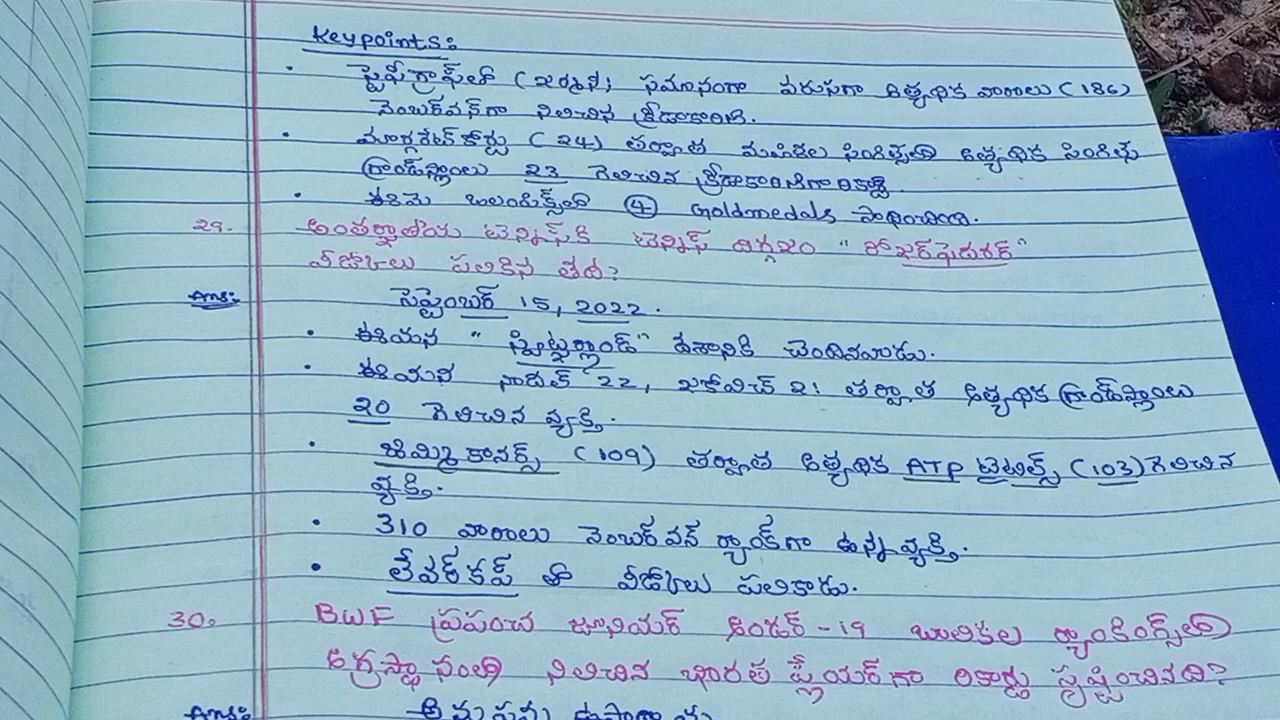 Keypoints:
• స్టెఫీగ్రాఫ్‌తో (జర్మనీ) సమానంగా వరుసగా అత్యధిక వారాలు (186)
నెంబర్‌వన్‌గా నిలిచిన క్రీడాకారిణి.
• మార్గరెట్‌కోర్టు (24) తర్వాత మహిళల సింగిల్స్‌లో అత్యధిక సింగిల్స్
గ్రాండ్‌స్లాంలు 23 గెలిచిన క్రీడాకారిణిగా రికార్డు.
• ఈమె ఒలంపిక్స్‌లో 4 Goldmedals సాధించింది.
29. అంతర్జాతీయ టెన్నిస్‌కి టెన్నిస్ దిగ్గజం "రోజర్‌ఫెదరర్"
వీడ్కోలు పలికిన తేది?
Ans: సెప్టెంబర్ 15, 2022.
• ఈయన "స్విట్జర్లాండ్" దేశానికి చెందినవాడు.
• ఈయన నాదల్ 22, జకోవిచ్ 21 తర్వాత అత్యధిక గ్రాండ్‌స్లాంలు
20 గెలిచిన వ్యక్తి.
• జిమ్మికానర్స్ (109) తర్వాత అత్యధిక ATP టైటిల్స్ (103) గెలిచిన
వ్యక్తి.
• 310 వారాలు నెంబర్‌వన్ ర్యాంక్‌గా ఉన్న వ్యక్తి.
• లేవర్‌కప్ తో వీడ్కోలు పలికాడు.
30. BWF ప్రపంచ జూనియర్ అండర్-19 బాలికల ర్యాంకింగ్స్‌లో
అగ్రస్థానంలో నిలిచిన భారత ప్లేయర్‌గా రికార్డు సృష్టించినది?
Ans: